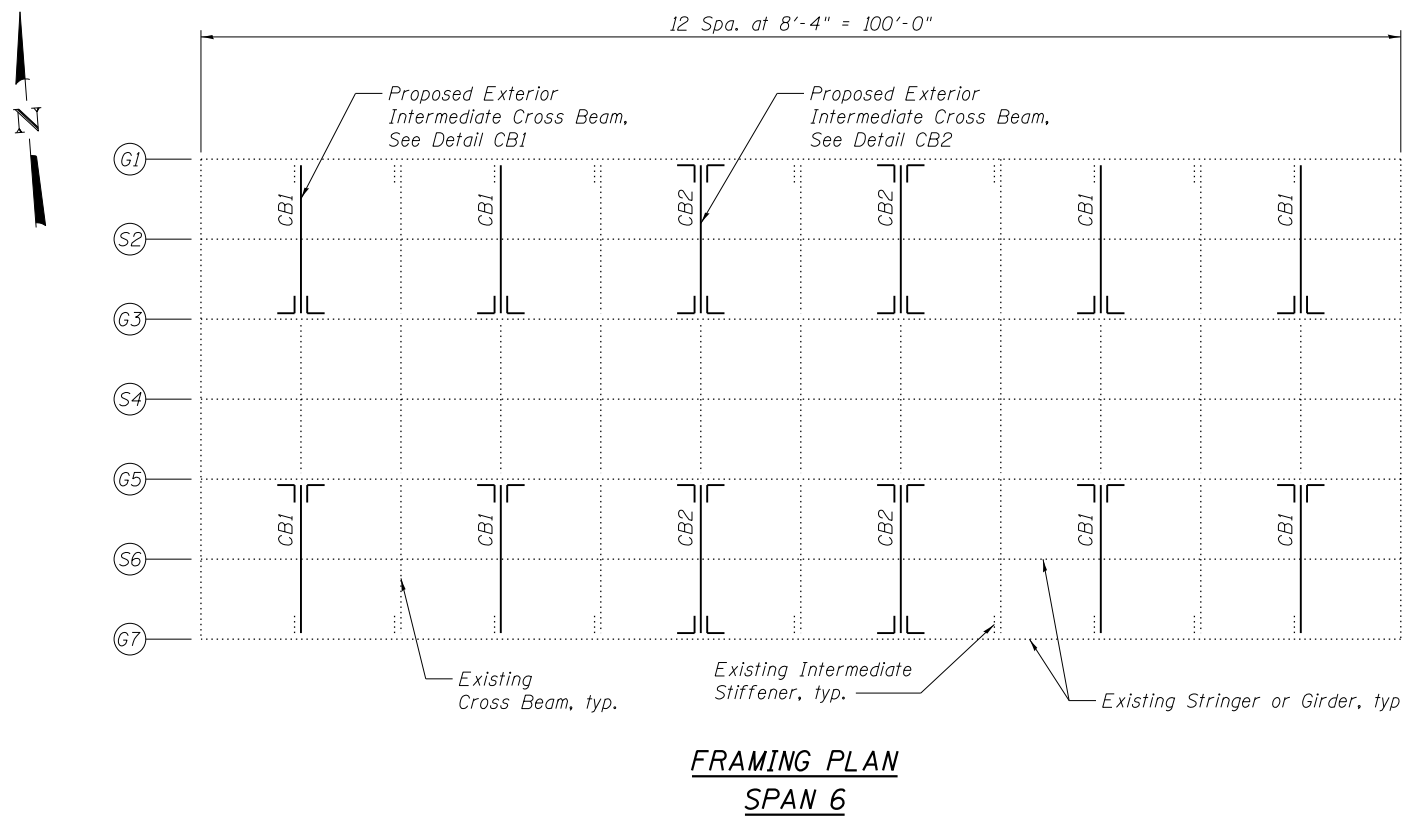 12 Spa. at 8'-4" = 100'-0"
N
Proposed Exterior
Intermediate Cross Beam,
See Detail CB1
Proposed Exterior
Intermediate Cross Beam,
See Detail CB2
G1
CB1
CB1
CB2
CB2
CB1
CB1
S2
G3
S4
G5
CB1
CB1
CB2
CB2
CB1
CB1
S6
G7
Existing
Cross Beam, typ.
Existing Intermediate
Stiffener, typ.
Existing Stringer or Girder, typ
FRAMING PLAN
SPAN 6